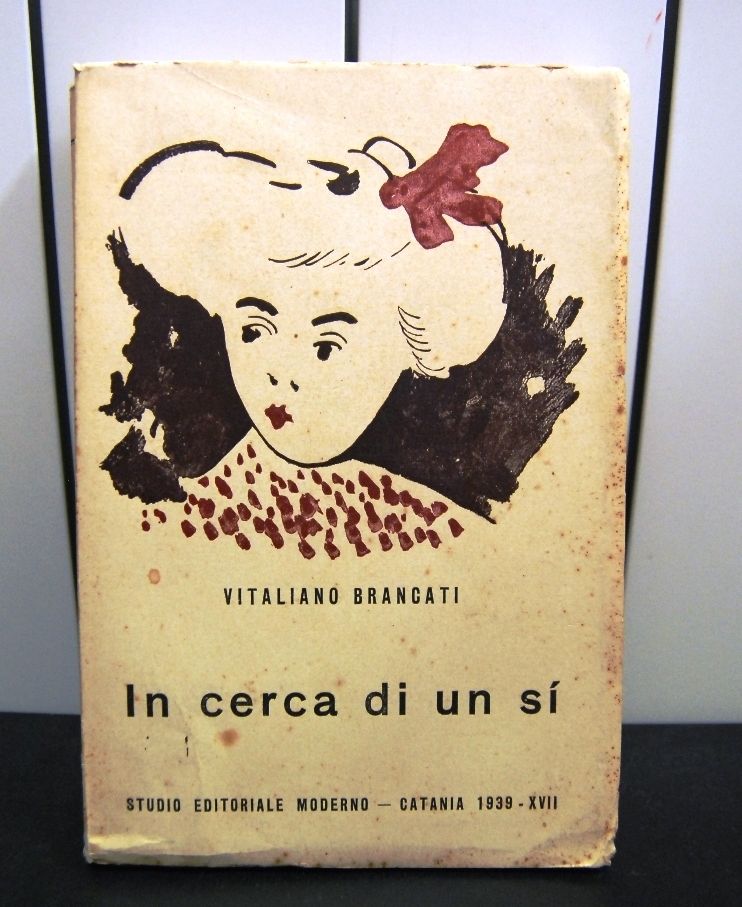 VITALIANO BRANCATI
In cerca di un sí
STUDIO EDITORIALE MODERNO — CATANIA 1939 - XVII